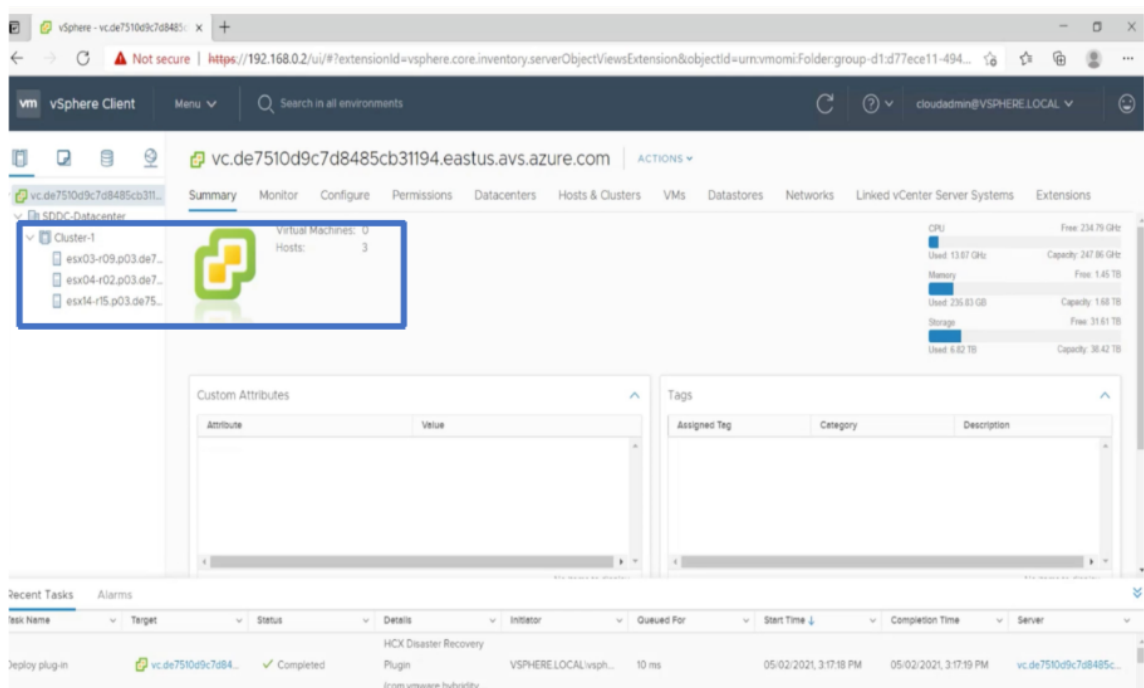 vSphere - vc.de7510d9c7d8485c
Not secure | https://192.168.0.2/ui/#?extensionId=vsphere.core.inventory.serverObjectViewsExtension&objectId=urn:vmomi:Folder:group-d1:d77ece11-494...
vm vSphere Client Menu Search in all environments cloudadmin@VSPHERE.LOCAL
vc.de7510d9c7d8485cb31194.eastus.avs.azure.com ACTIONS
vc.de7510d9c7d8485cb311...
Summary Monitor Configure Permissions Datacenters Hosts & Clusters VMs Datastores Networks Linked vCenter Server Systems Extensions
SDDC-Datacenter
Cluster-1
esx03-r09.p03.de7...
esx04-r02.p03.de7...
esx14-r15.p03.de75...
Virtual Machines: 0
Hosts: 3
CPU Free: 234.79 GHz
Used: 13.07 GHz Capacity: 247.86 GHz
Memory Free: 1.45 TB
Used: 235.83 GB Capacity: 1.68 TB
Storage Free: 31.61 TB
Used: 6.82 TB Capacity: 38.42 TB
Custom Attributes
Attribute Value
Tags
Assigned Tag Category Description
Recent Tasks Alarms
Task Name Target Status Details Initiator Queued For Start Time Completion Time Server
HCX Disaster Recovery
Deploy plug-in vc.de7510d9c7d84... Completed Plugin VSPHERE.LOCAL\vsph... 10 ms 05/02/2021, 3:17:18 PM 05/02/2021, 3:17:19 PM vc.de7510d9c7d8485c...
(com.vmware.hybridity